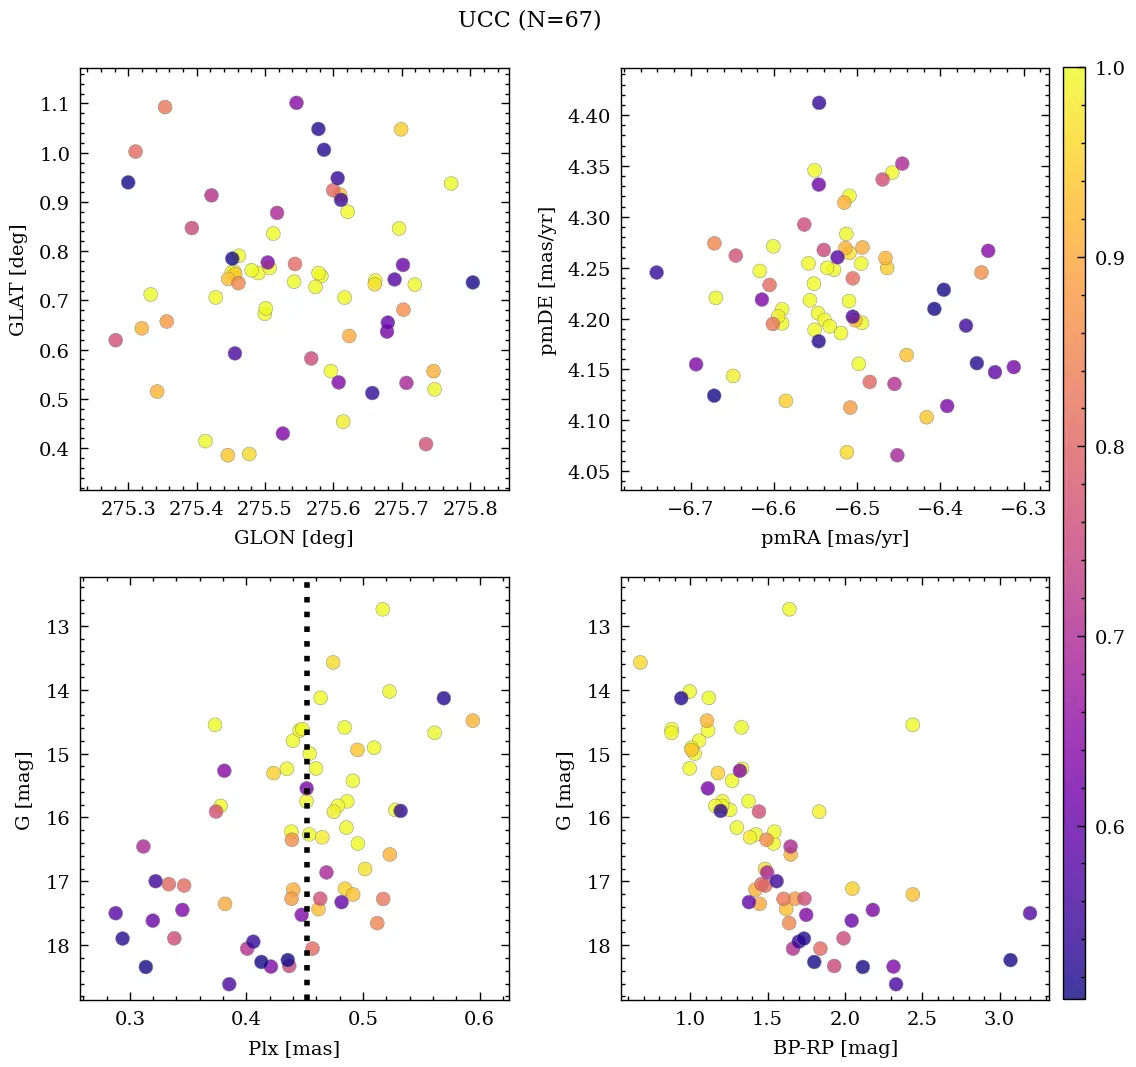 UCC (N=67)
1.1
1.0
0.9
0.8
0.7
0.6
0.5
0.4
GLAT [deg]
275.3 275.4 275.5 275.6 275.7 275.8
GLON [deg]
4.40
4.35
4.30
4.25
4.20
4.15
4.10
4.05
pmDE [mas/yr]
−6.7 −6.6 −6.5 −6.4 −6.3
pmRA [mas/yr]
1.0
0.9
0.8
0.7
0.6
13
14
15
16
17
18
G [mag]
0.3 0.4 0.5 0.6
Plx [mas]
13
14
15
16
17
18
G [mag]
1.0 1.5 2.0 2.5 3.0
BP-RP [mag]